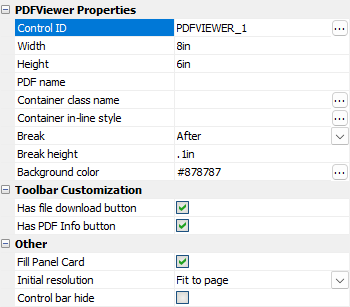 PDFViewer Properties
Control ID PDFVIEWER_1 ...
Width 8in
Height 6in
PDF name
Container class name ...
Container in-line style ...
Break After
Break height .1in
Background color #878787 ...
Toolbar Customization
Has file download button
Has PDF Info button
Other
Fill Panel Card
Initial resolution Fit to page
Control bar hide